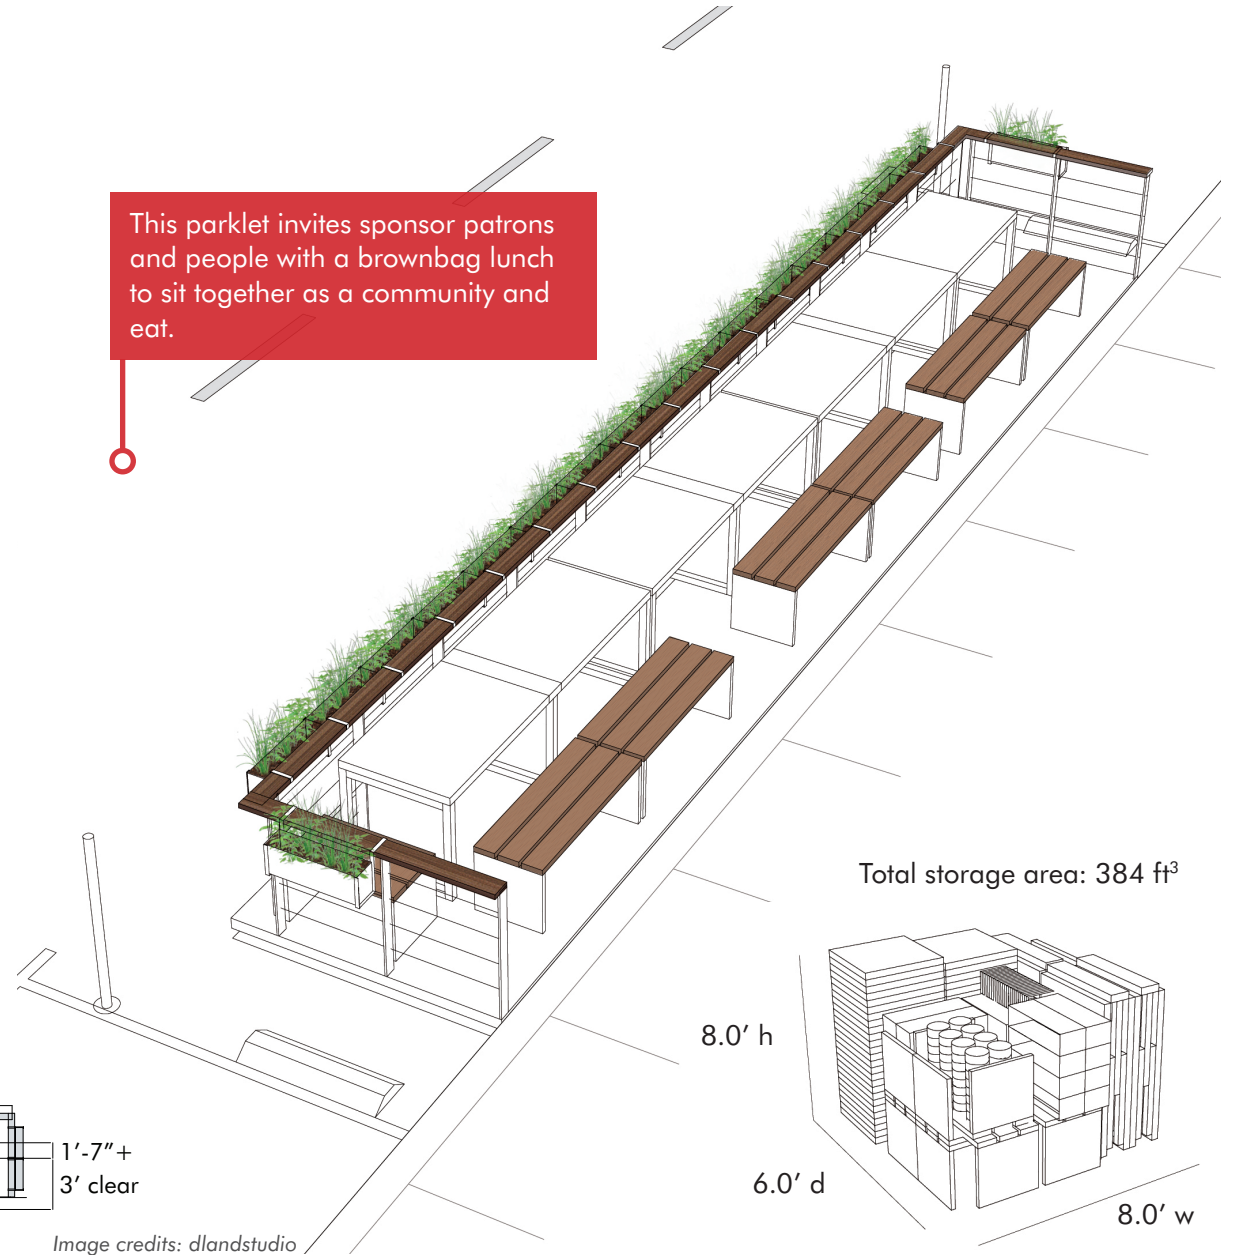 This parklet invites sponsor patrons
and people with a brownbag lunch
to sit together as a community and
eat.
Total storage area: 384 ft³
8.0’ h
6.0’ d
8.0’ w
1’-7”+
3’ clear
Image credits: dlandstudio